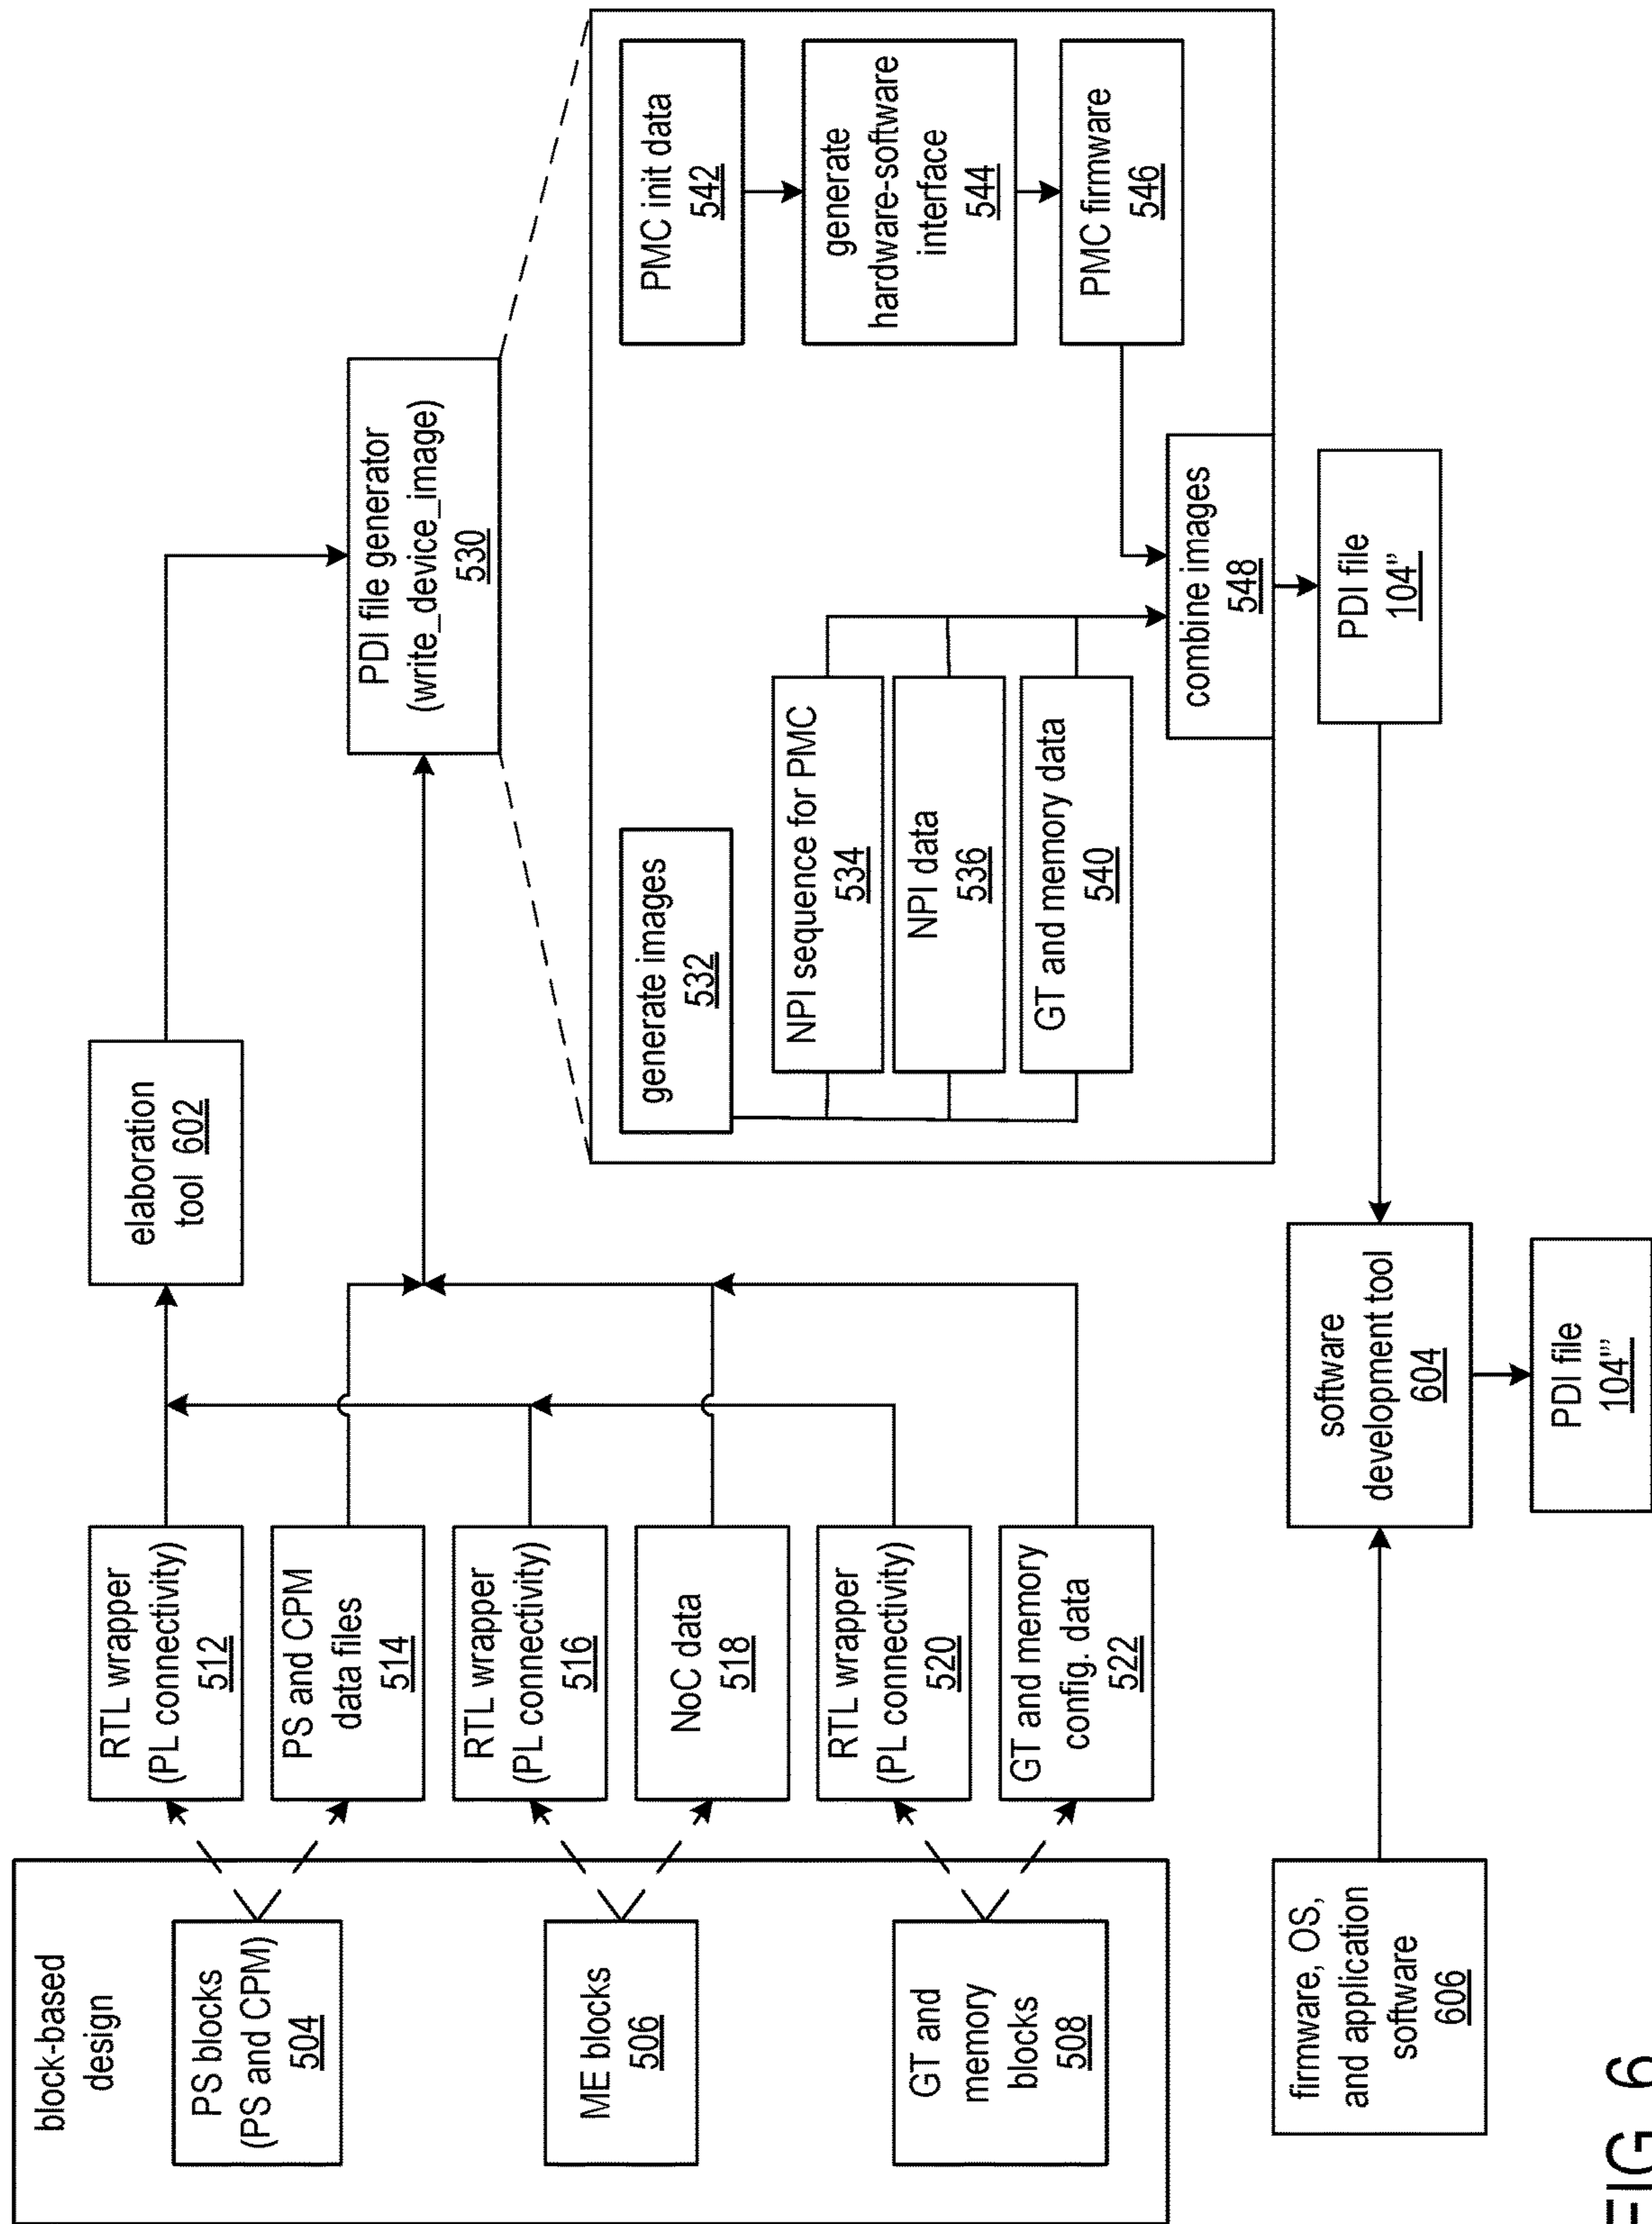 block-based
design
PS blocks
(PS and CPM)
504
ME blocks
506
GT and
memory
blocks
508
RTL wrapper
(PL connectivity)
512
PS and CPM
data files
514
RTL wrapper
(PL connectivity)
516
NoC data
518
RTL wrapper
(PL connectivity)
520
GT and memory
config. data
522
elaboration
tool 602
PDI file generator
(write_device_image)
530
generate images
532
NPI sequence for PMC
534
NPI data
536
GT and memory data
540
PMC init data
542
generate
hardware-software
interface
544
PMC firmware
546
combine images
548
PDI file
104"
firmware, OS,
and application
software
606
software
development tool
604
PDI file
104"'
FIG. 6